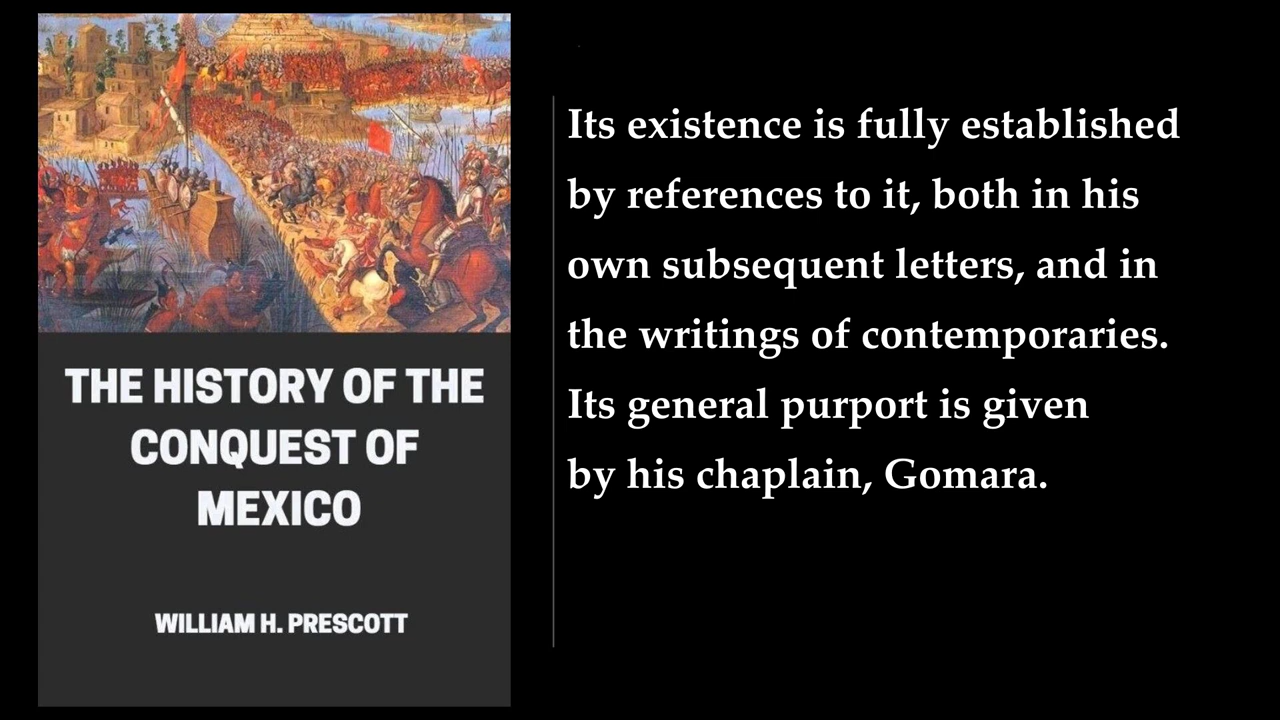 THE HISTORY OF THE
CONQUEST OF
MEXICO
WILLIAM H. PRESCOTT
Its existence is fully established
by references to it, both in his
own subsequent letters, and in
the writings of contemporaries.
Its general purport is given
by his chaplain, Gomara.